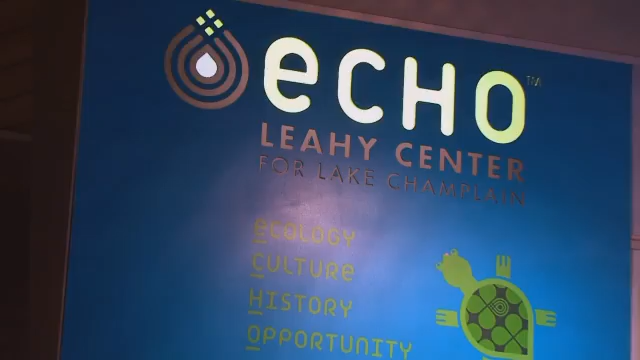 eCHO™
LEAHY CENTER
FOR LAKE CHAMPLAIN
eCOLOGY
CULTURe
HISTORY
OPPORTUNITY